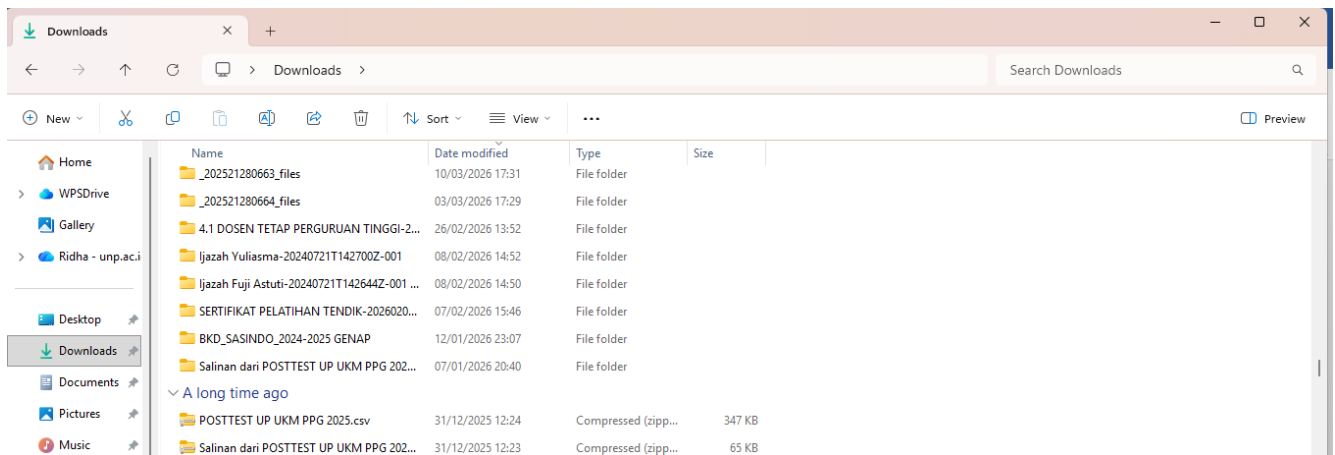 Downloads
Downloads
Search Downloads
New
Sort
View
Preview
Name Date modified Type Size
Home
WPSDrive
Gallery
Ridha - unp.ac.i
Desktop
Downloads
Documents
Pictures
Music
_202521280663_files 10/03/2026 17:31 File folder
_202521280664_files 03/03/2026 17:29 File folder
4.1 DOSEN TETAP PERGURUAN TINGGI-2... 26/02/2026 13:52 File folder
Ijazah Yuliasma-20240721T142700Z-001 08/02/2026 14:52 File folder
Ijazah Fuji Astuti-20240721T142644Z-001 ... 08/02/2026 14:50 File folder
SERTIFIKAT PELATIHAN TENDIK-2026020... 07/02/2026 15:46 File folder
BKD_SASINDO_2024-2025 GENAP 12/01/2026 23:07 File folder
Salinan dari POSTTEST UP UKM PPG 202... 07/01/2026 20:40 File folder
A long time ago
POSTTEST UP UKM PPG 2025.csv 31/12/2025 12:24 Compressed (zipp... 347 KB
Salinan dari POSTTEST UP UKM PPG 202... 31/12/2025 12:23 Compressed (zipp... 65 KB